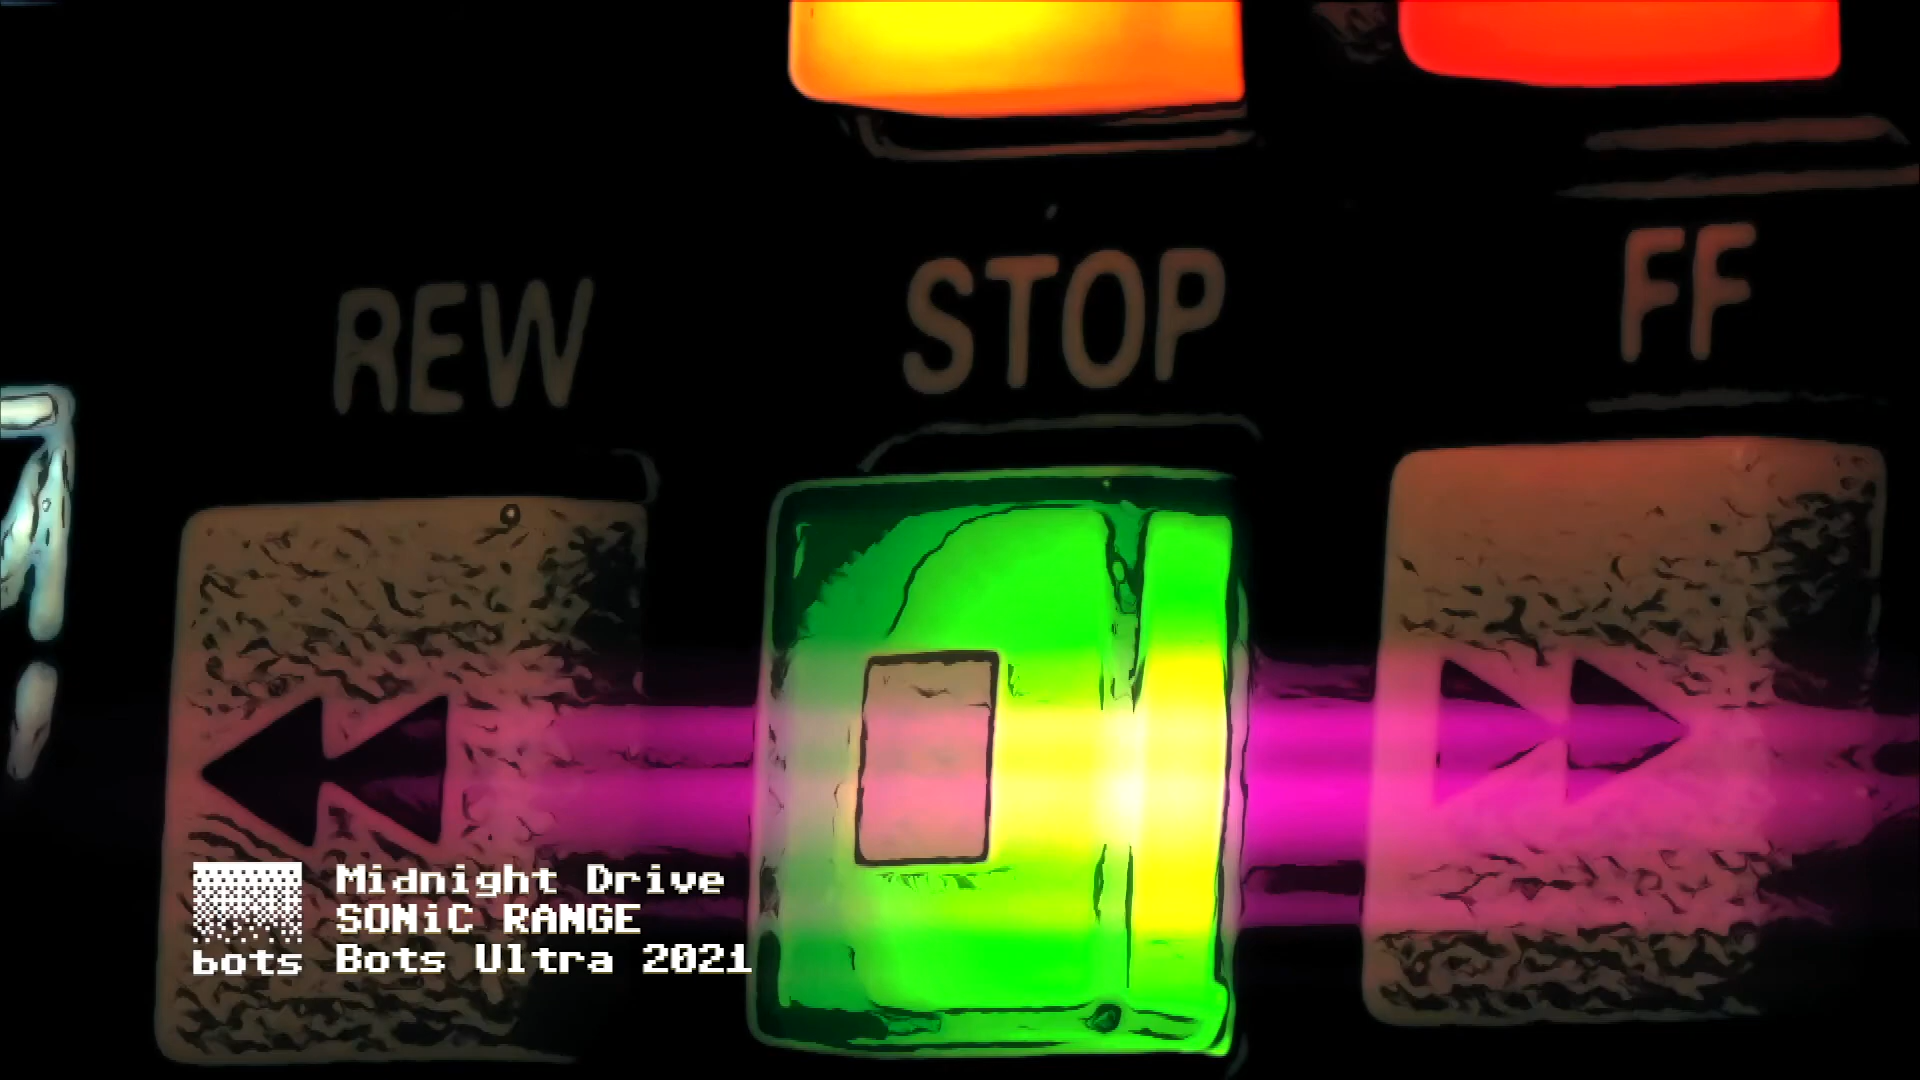 REW
STOP
FF
bots
Midnight Drive
SONiC RANGE
Bots Ultra 2021